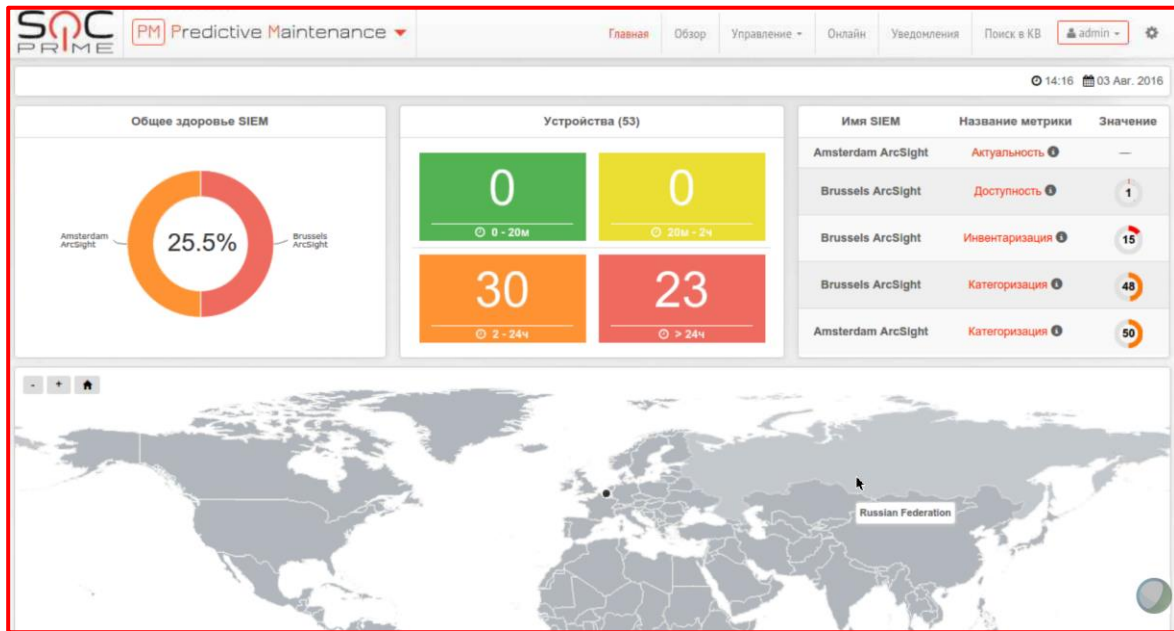 SOC
PRIME
PM Predictive Maintenance
Главная Обзор Управление Онлайн Уведомления Поиск в КВ admin
14:16 03 Авг. 2016
Общее здоровье SIEM
Amsterdam
ArcSight
25.5%
Brussels
ArcSight
Устройства (53)
0
0 - 20м
0
20м - 2ч
30
2 - 24ч
23
> 24ч
Имя SIEM Название метрики Значение
Amsterdam ArcSight Актуальность —
Brussels ArcSight Доступность 1
Brussels ArcSight Инвентаризация 15
Brussels ArcSight Категоризация 48
Amsterdam ArcSight Категоризация 50
- +
Russian Federation